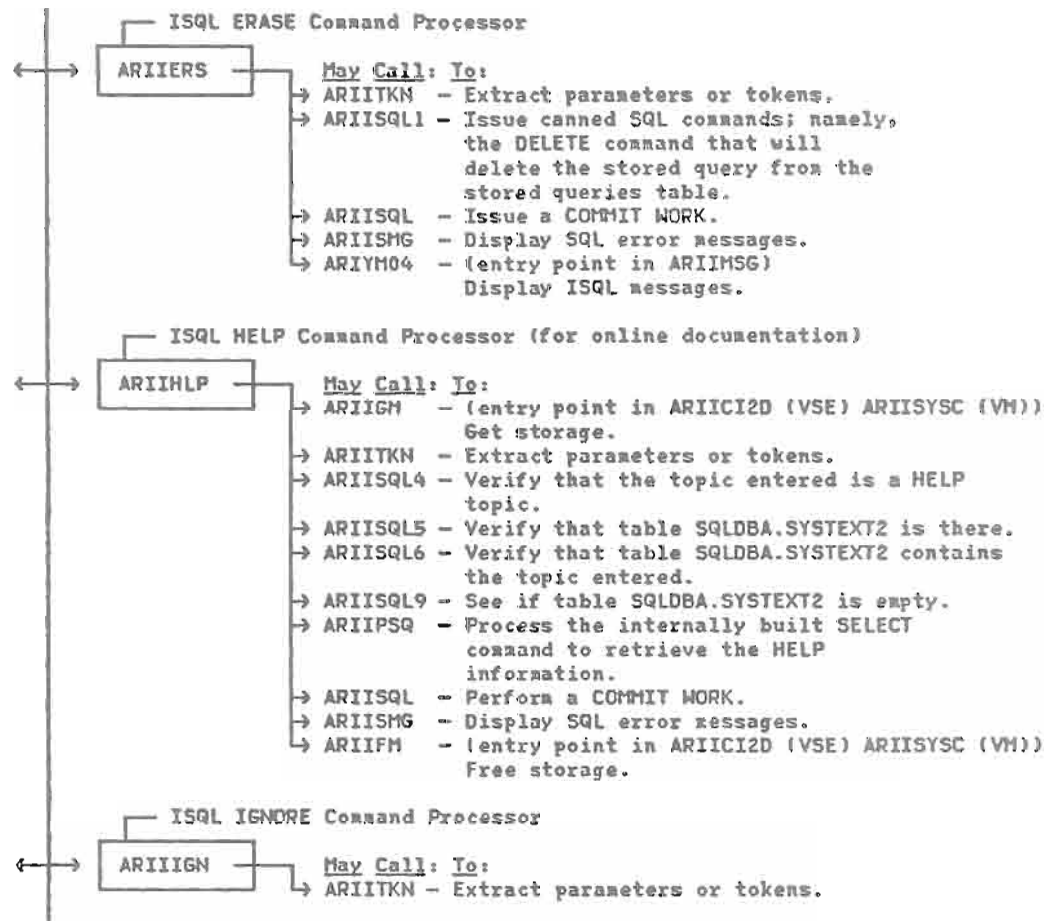 ISQL ERASE Command Processor
ARIIERS
May Call: To:
ARIITKN - Extract parameters or tokens.
ARIISQL1 - Issue canned SQL commands; namely,
the DELETE command that will
delete the stored query from the
stored queries table.
ARIISQL - Issue a COMMIT WORK.
ARIISMG - Display SQL error messages.
ARIYM04 - (entry point in ARIIMSG)
Display ISQL messages.
ISQL HELP Command Processor (for online documentation)
ARIIHLP
May Call: To:
ARIIGM - (entry point in ARIICI2D (VSE) ARIISYSC (VM))
Get storage.
ARIITKN - Extract parameters or tokens.
ARIISQL4 - Verify that the topic entered is a HELP
topic.
ARIISQL5 - Verify that table SQLDBA.SYSTEXT2 is there.
ARIISQL6 - Verify that table SQLDBA.SYSTEXT2 contains
the topic entered.
ARIISQL9 - See if table SQLDBA.SYSTEXT2 is empty.
ARIIPSQ - Process the internally built SELECT
command to retrieve the HELP
information.
ARIISQL - Perform a COMMIT WORK.
ARIISMG - Display SQL error messages.
ARIIFM - (entry point in ARIICI2D (VSE) ARIISYSC (VM))
Free storage.
ISQL IGNORE Command Processor
ARIIIGN
May Call: To:
ARIITKN - Extract parameters or tokens.